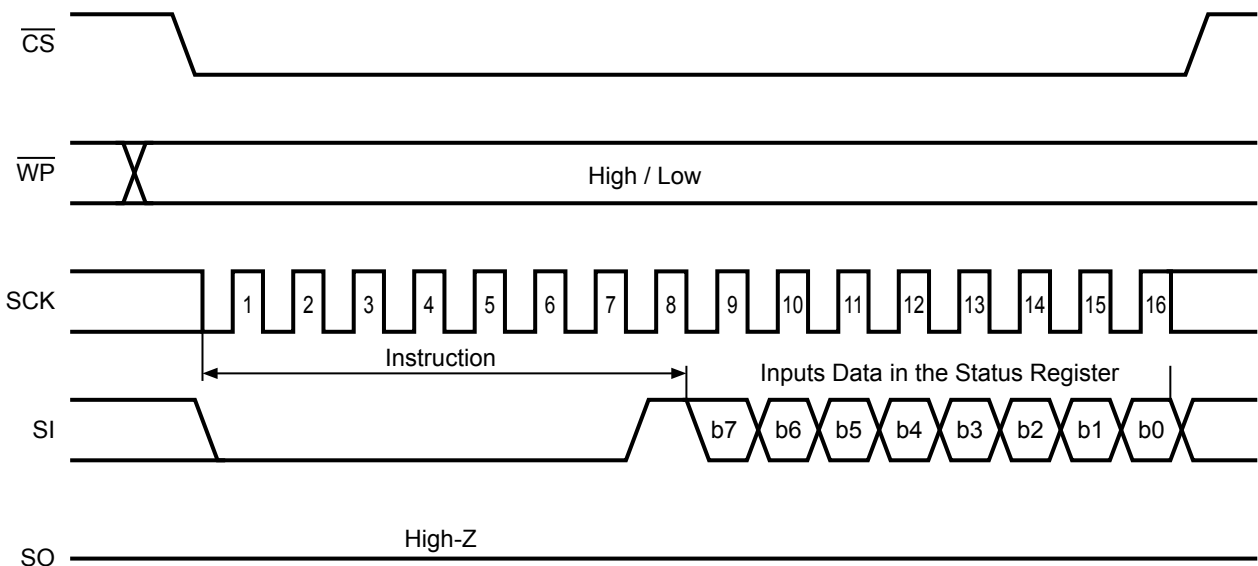 CS
WP
High / Low
SCK
1 2 3 4 5 6 7 8 9 10 11 12 13 14 15 16
Instruction
Inputs Data in the Status Register
SI
b7 b6 b5 b4 b3 b2 b1 b0
High-Z
SO